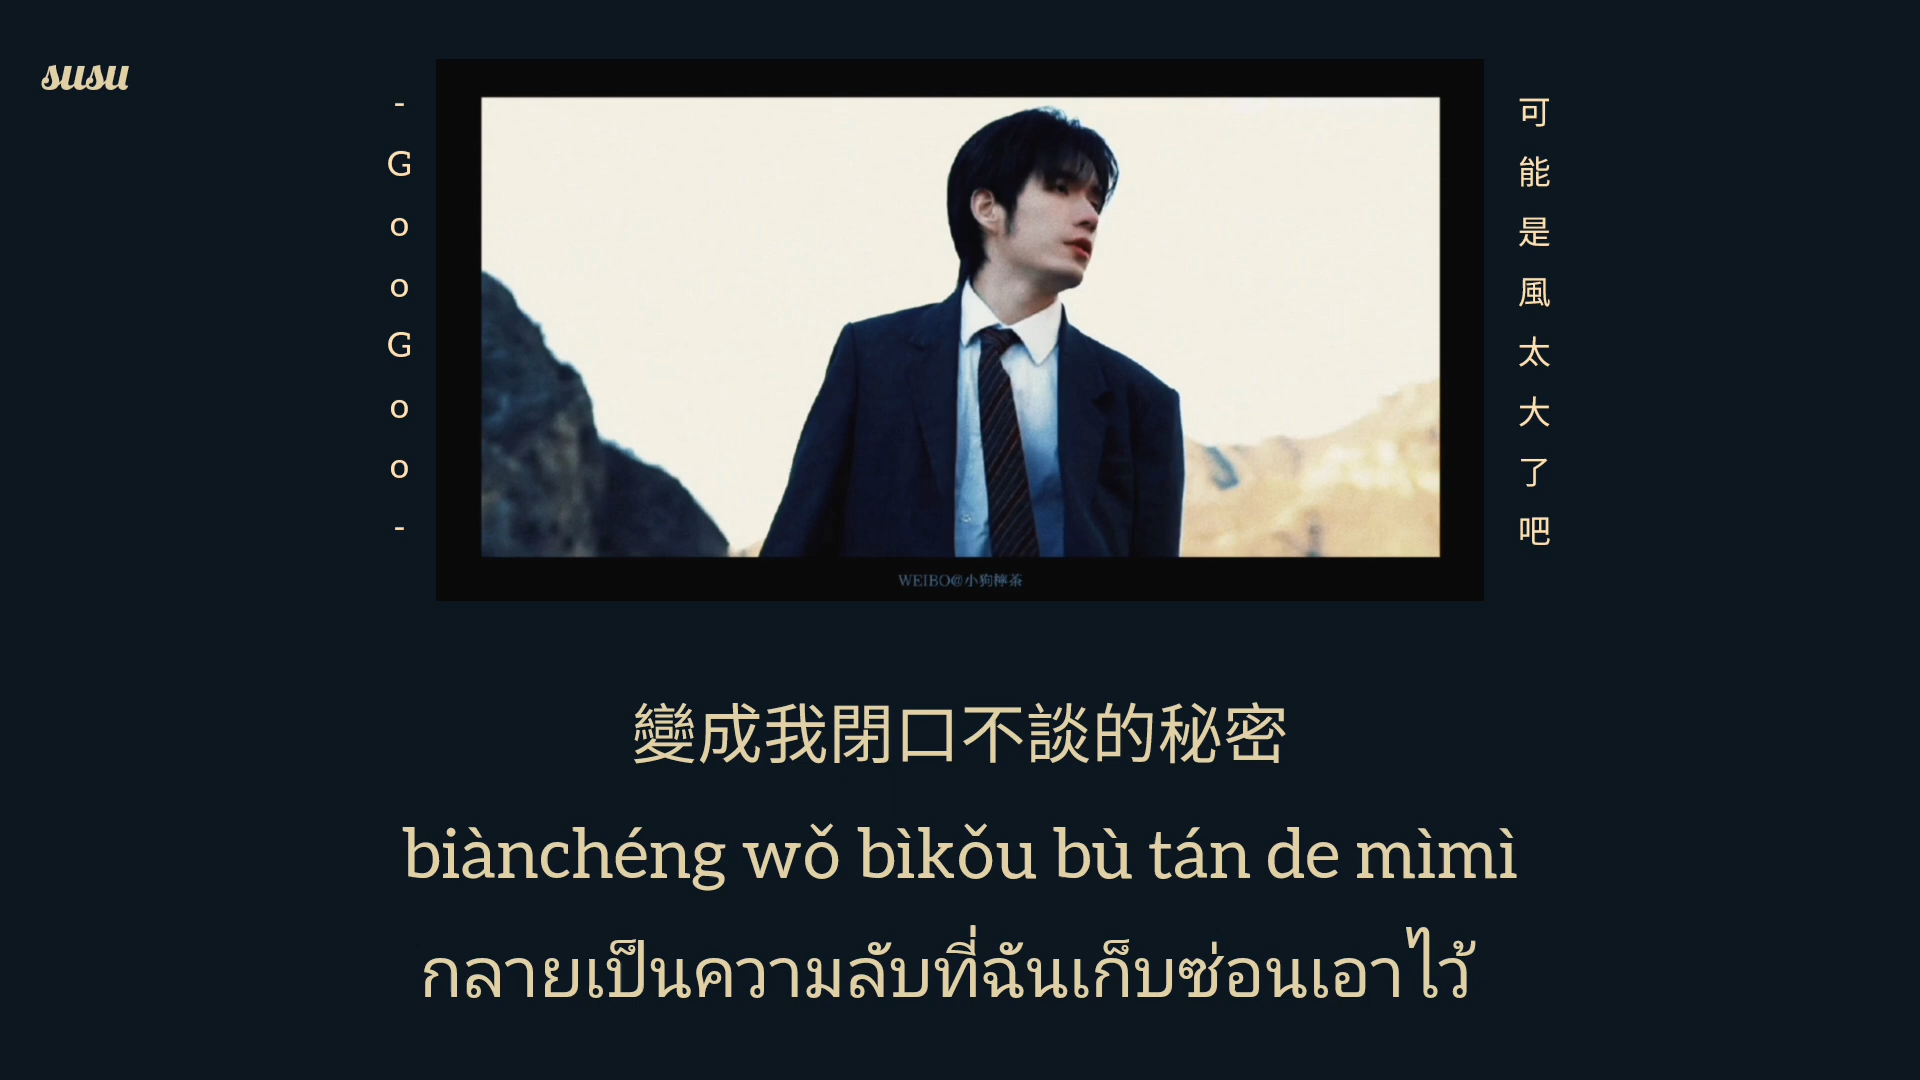 susu
-GooGoo-
可能是風太大了吧
WEIBO@小狗檸茶
變成我閉口不談的秘密
biànchéng wǒ bìkǒu bù tán de mìmì
กลายเป็นความลับที่ฉันเก็บซ่อนเอาไว้